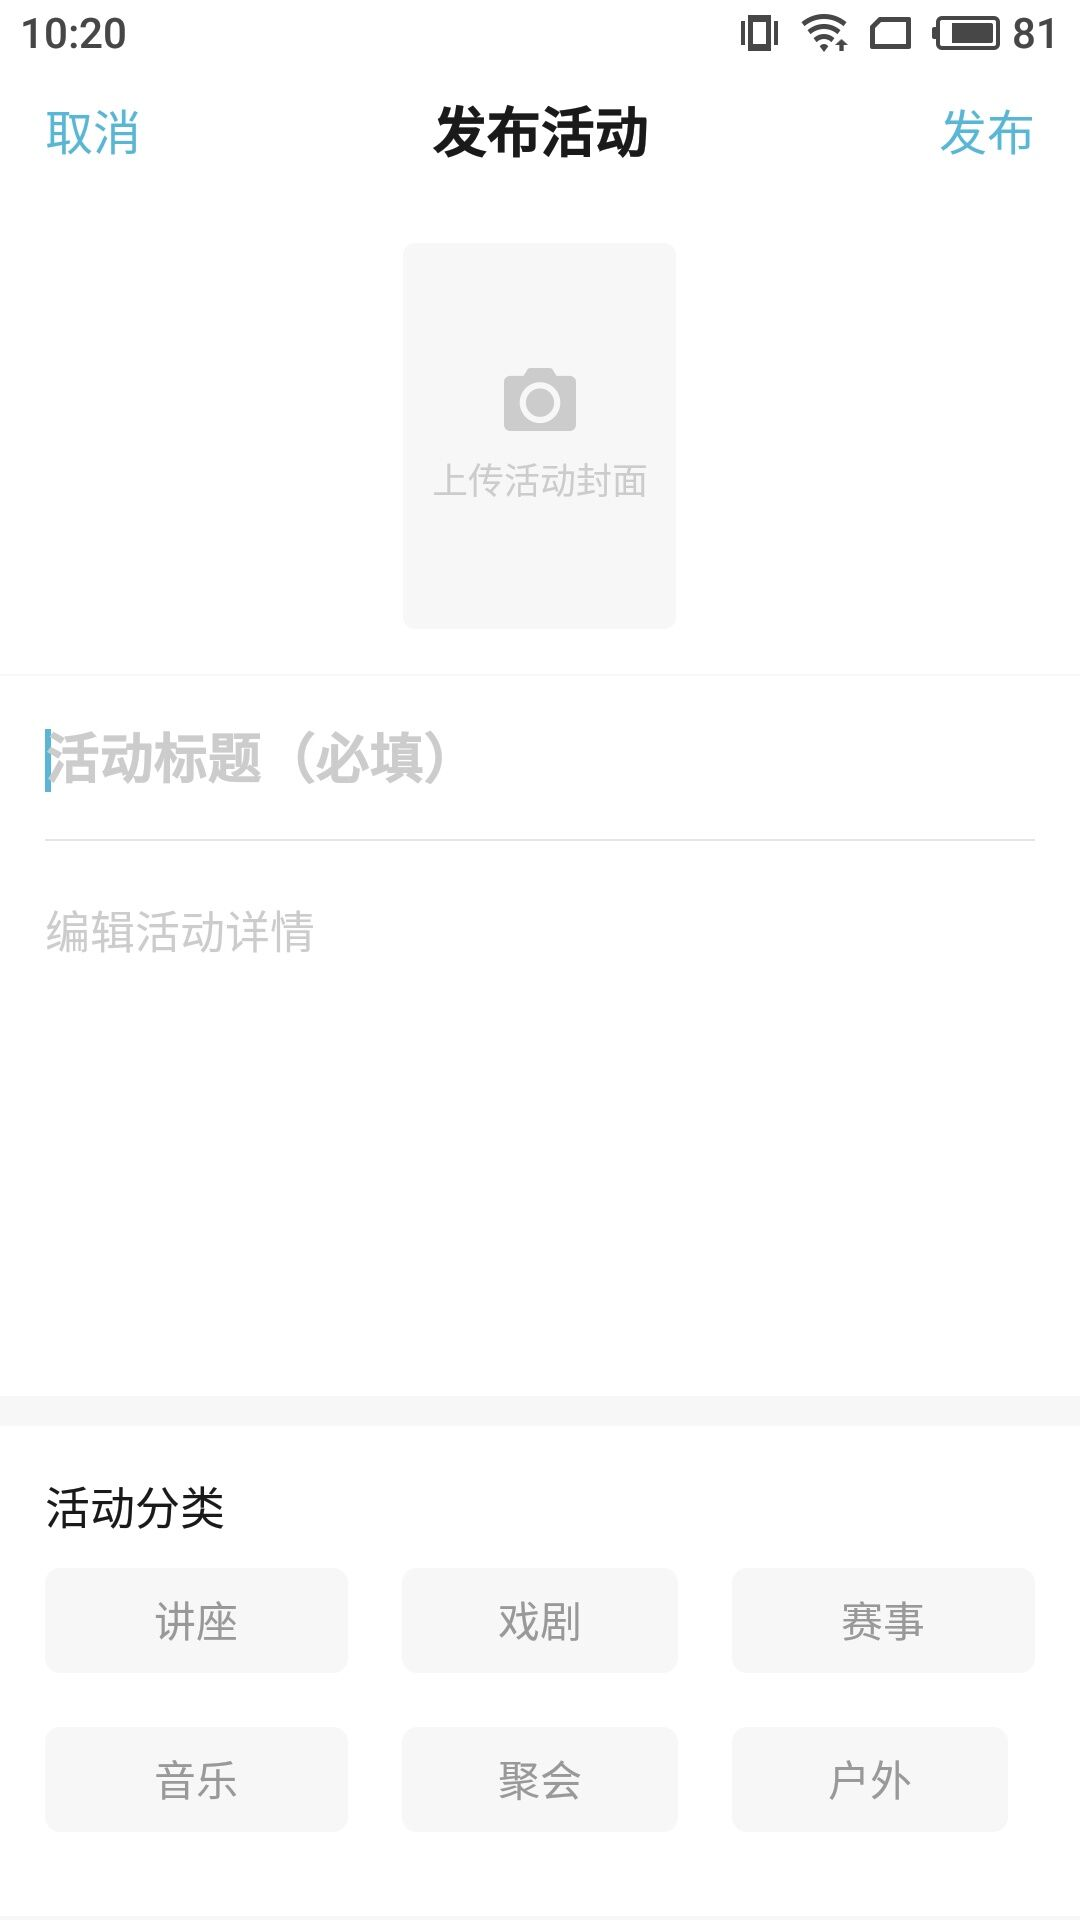 10:20 81
取消 发布活动 发布
上传活动封面
活动标题（必填）
编辑活动详情
活动分类
讲座 戏剧 赛事
音乐 聚会 户外